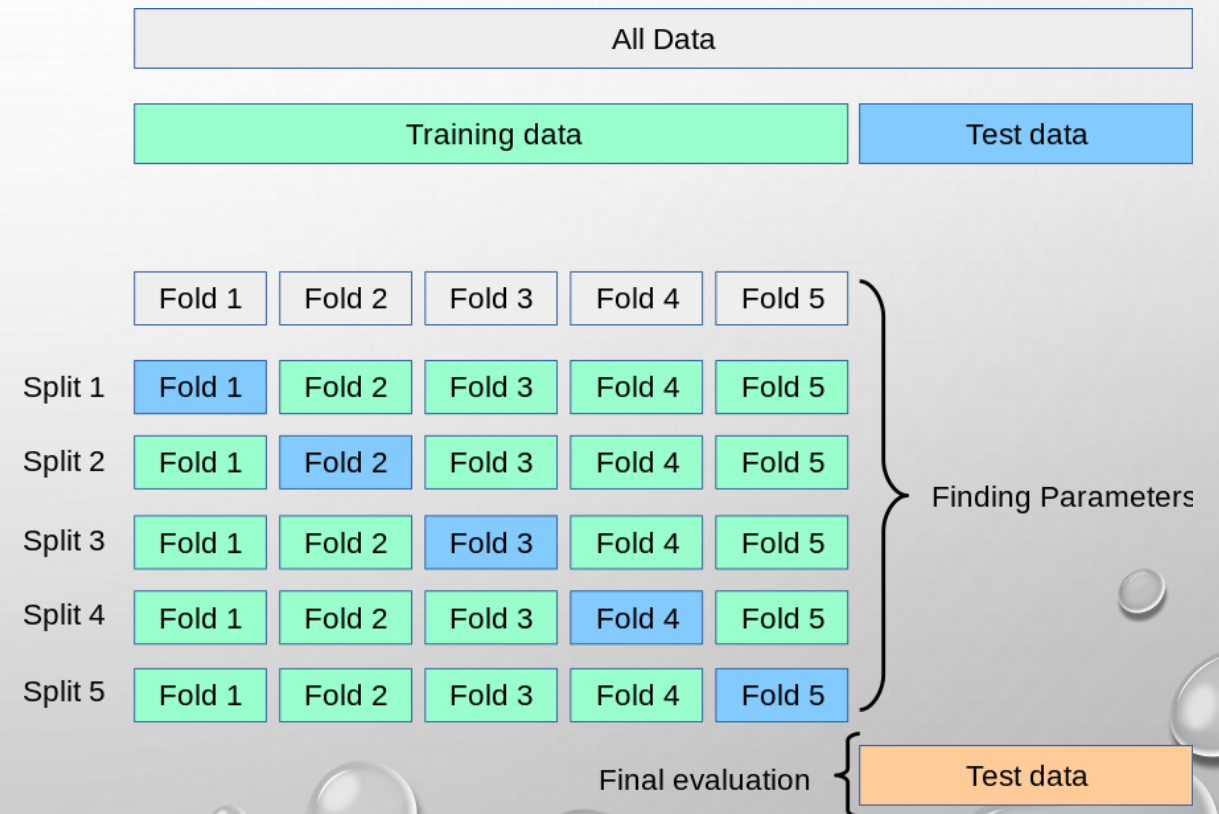 All Data
Training data Test data
Fold 1 Fold 2 Fold 3 Fold 4 Fold 5
Split 1 Fold 1 Fold 2 Fold 3 Fold 4 Fold 5
Split 2 Fold 1 Fold 2 Fold 3 Fold 4 Fold 5
Finding Parameters
Split 3 Fold 1 Fold 2 Fold 3 Fold 4 Fold 5
Split 4 Fold 1 Fold 2 Fold 3 Fold 4 Fold 5
Split 5 Fold 1 Fold 2 Fold 3 Fold 4 Fold 5
Final evaluation Test data